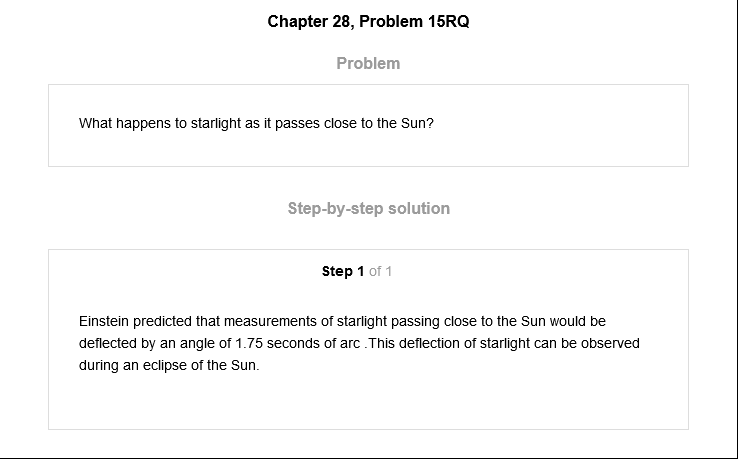 Chapter 28, Problem 15RQ
Problem
What happens to starlight as it passes close to the Sun?
Step-by-step solution
Step 1 of 1
Einstein predicted that measurements of starlight passing close to the Sun would be
deflected by an angle of 1.75 seconds of arc .This deflection of starlight can be observed
during an eclipse of the Sun.